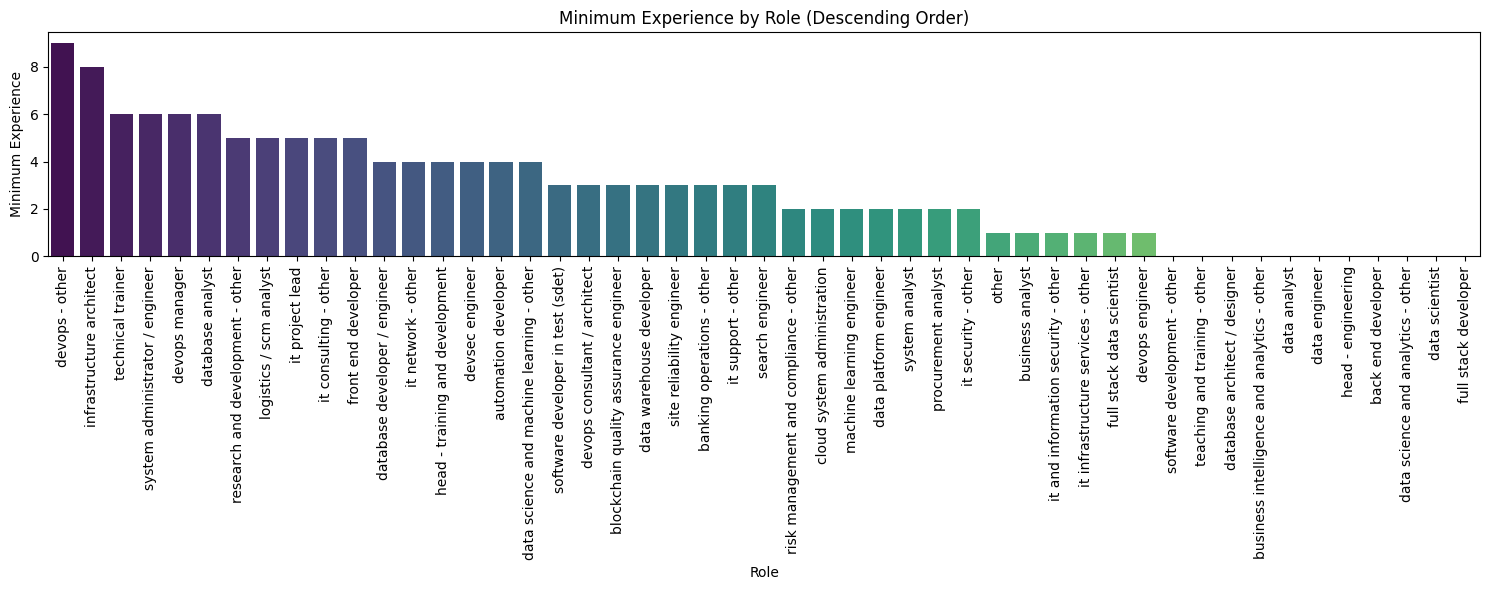 Minimum Experience by Role (Descending Order)
Minimum Experience
8
6
4
2
0
devops - other
infrastructure architect
technical trainer
system administrator / engineer
devops manager
database analyst
research and development - other
logistics / scm analyst
it project lead
it consulting - other
front end developer
database developer / engineer
it network - other
head - training and development
devsec engineer
automation developer
data science and machine learning - other
software developer in test (sdet)
devops consultant / architect
blockchain quality assurance engineer
data warehouse developer
site reliability engineer
banking operations - other
it support - other
search engineer
risk management and compliance - other
cloud system administration
machine learning engineer
data platform engineer
system analyst
procurement analyst
it security - other
other
business analyst
it and information security - other
it infrastructure services - other
full stack data scientist
devops engineer
software development - other
teaching and training - other
database architect / designer
business intelligence and analytics - other
data analyst
data engineer
head - engineering
back end developer
data science and analytics - other
data scientist
full stack developer
Role